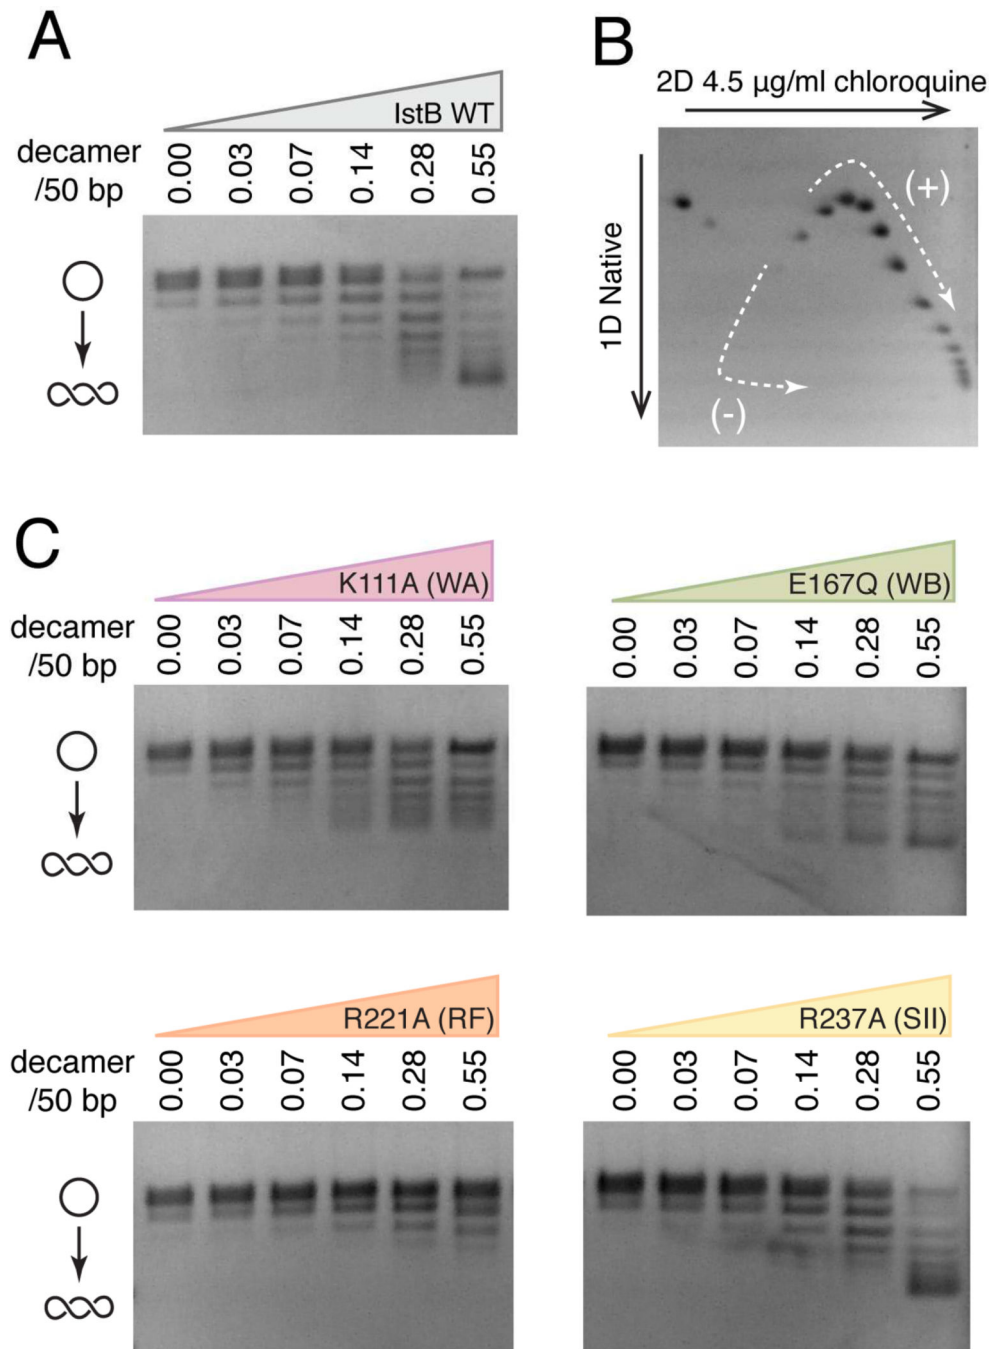 A
IstB WT
decamer
/50 bp
0.00 0.03 0.07 0.14 0.28 0.55
B
2D 4.5 µg/ml chloroquine
1D Native
(+)
(-)
C
K111A (WA)
decamer
/50 bp
0.00 0.03 0.07 0.14 0.28 0.55
E167Q (WB)
0.00 0.03 0.07 0.14 0.28 0.55
R221A (RF)
decamer
/50 bp
0.00 0.03 0.07 0.14 0.28 0.55
R237A (SII)
0.00 0.03 0.07 0.14 0.28 0.55